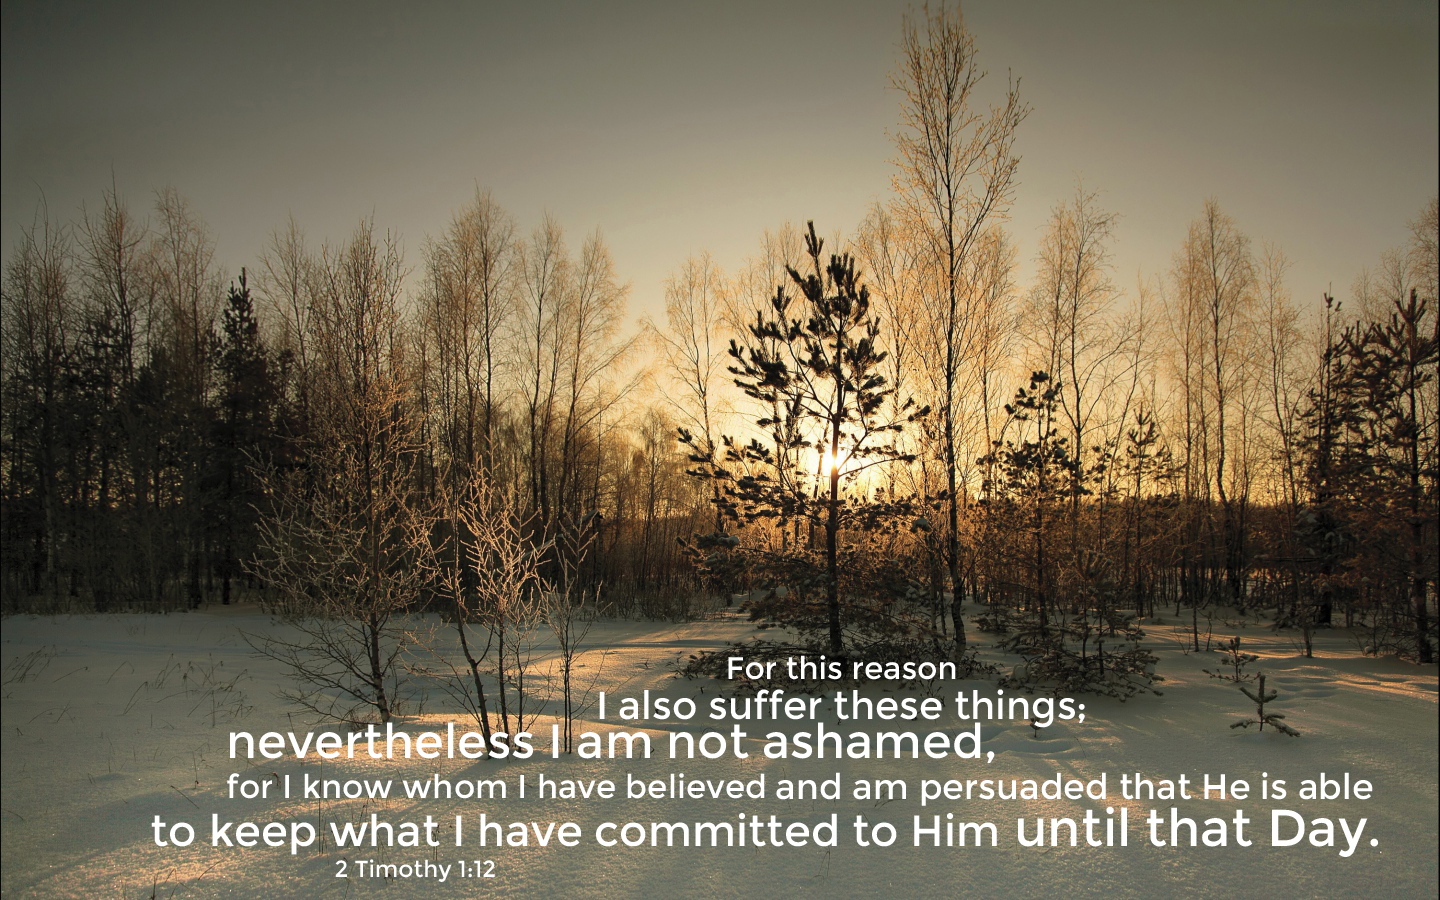 For this reason
I also suffer these things;
nevertheless I am not ashamed,
for I know whom I have believed and am persuaded that He is able
to keep what I have committed to Him until that Day.
2 Timothy 1:12